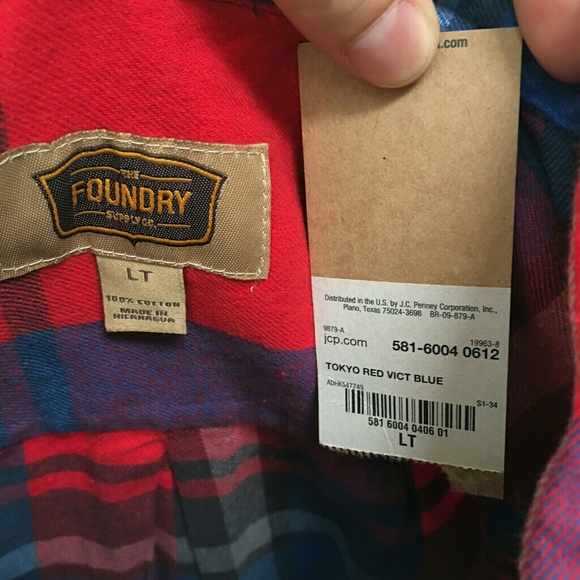 THE
FOUNDRY
SUPPLY CO.
LT
100% COTTON
MADE IN
NICARAGUA
.com
Distributed in the U.S. by J.C. Penney Corporation, Inc.,
Plano, Texas 75024-3698 BR-09-879-A
9879-A 19963-8
jcp.com 581-6004 0612
TOKYO RED VICT BLUE
ADHK547749
S1-34
581 6004 0406 01
LT